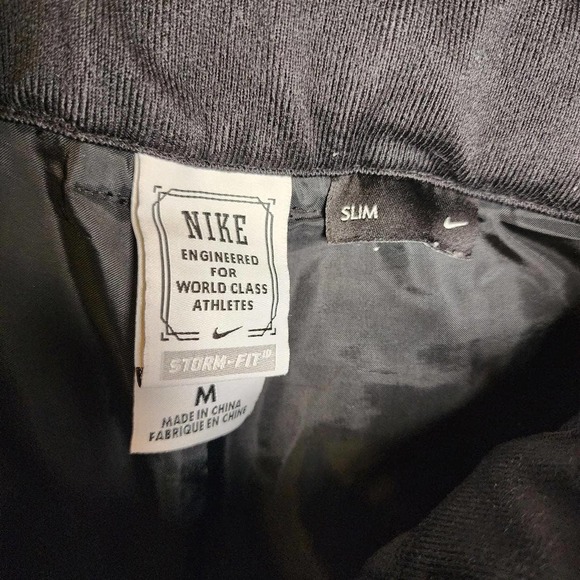 NIKE
ENGINEERED
FOR
WORLD CLASS
ATHLETES
STORM-FIT
M
MADE IN CHINA
FABRIQUE EN CHINE
SLIM